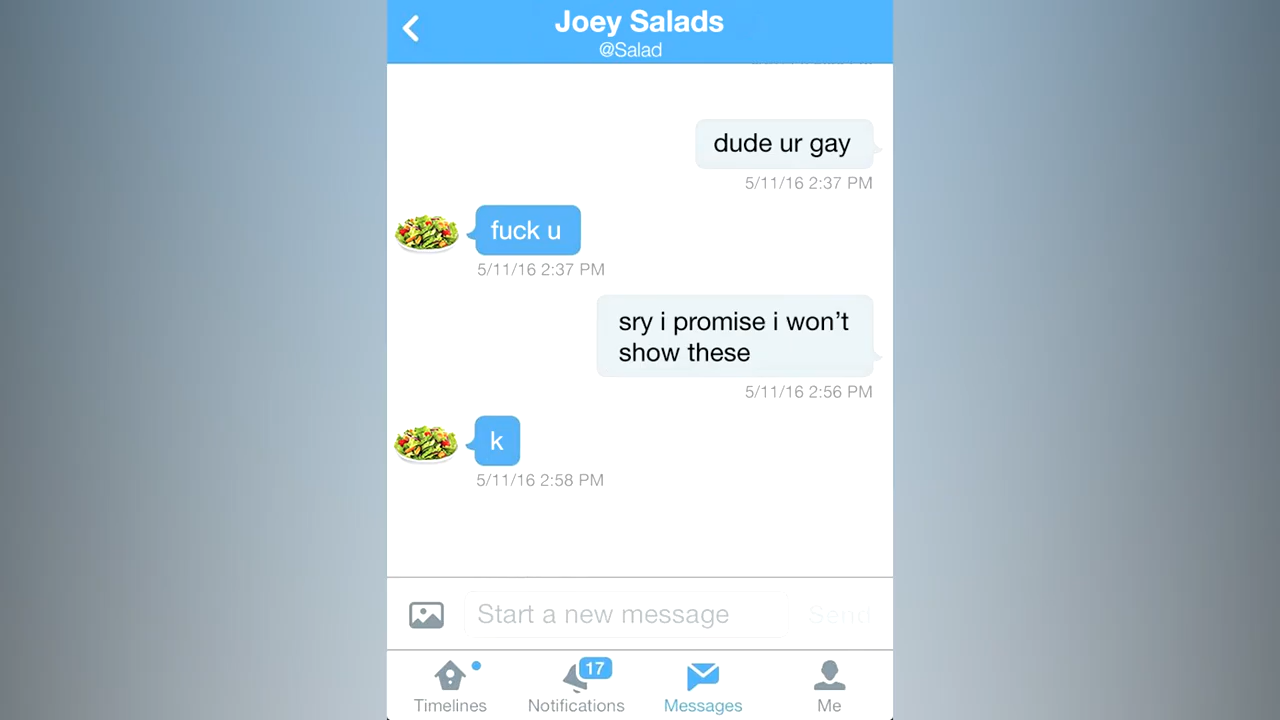 Joey Salads
@Salad
dude ur gay
5/11/16 2:37 PM
fuck u
5/11/16 2:37 PM
sry i promise i won't
show these
5/11/16 2:56 PM
k
5/11/16 2:58 PM
Start a new message
Send
17
Timelines
Notifications
Messages
Me